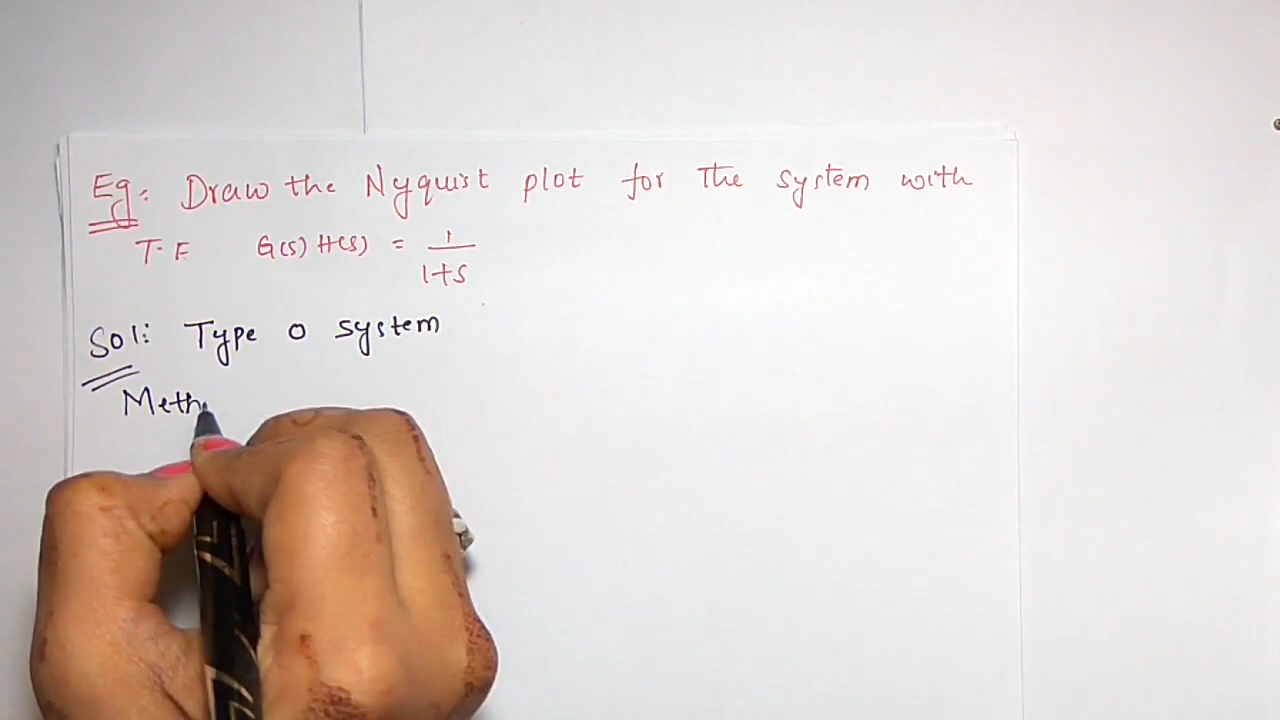 Eg: Draw the Nyquist plot for the system with
T.F G(s) H(s) = 1/(1+s)
Sol: Type 0 system
Meth